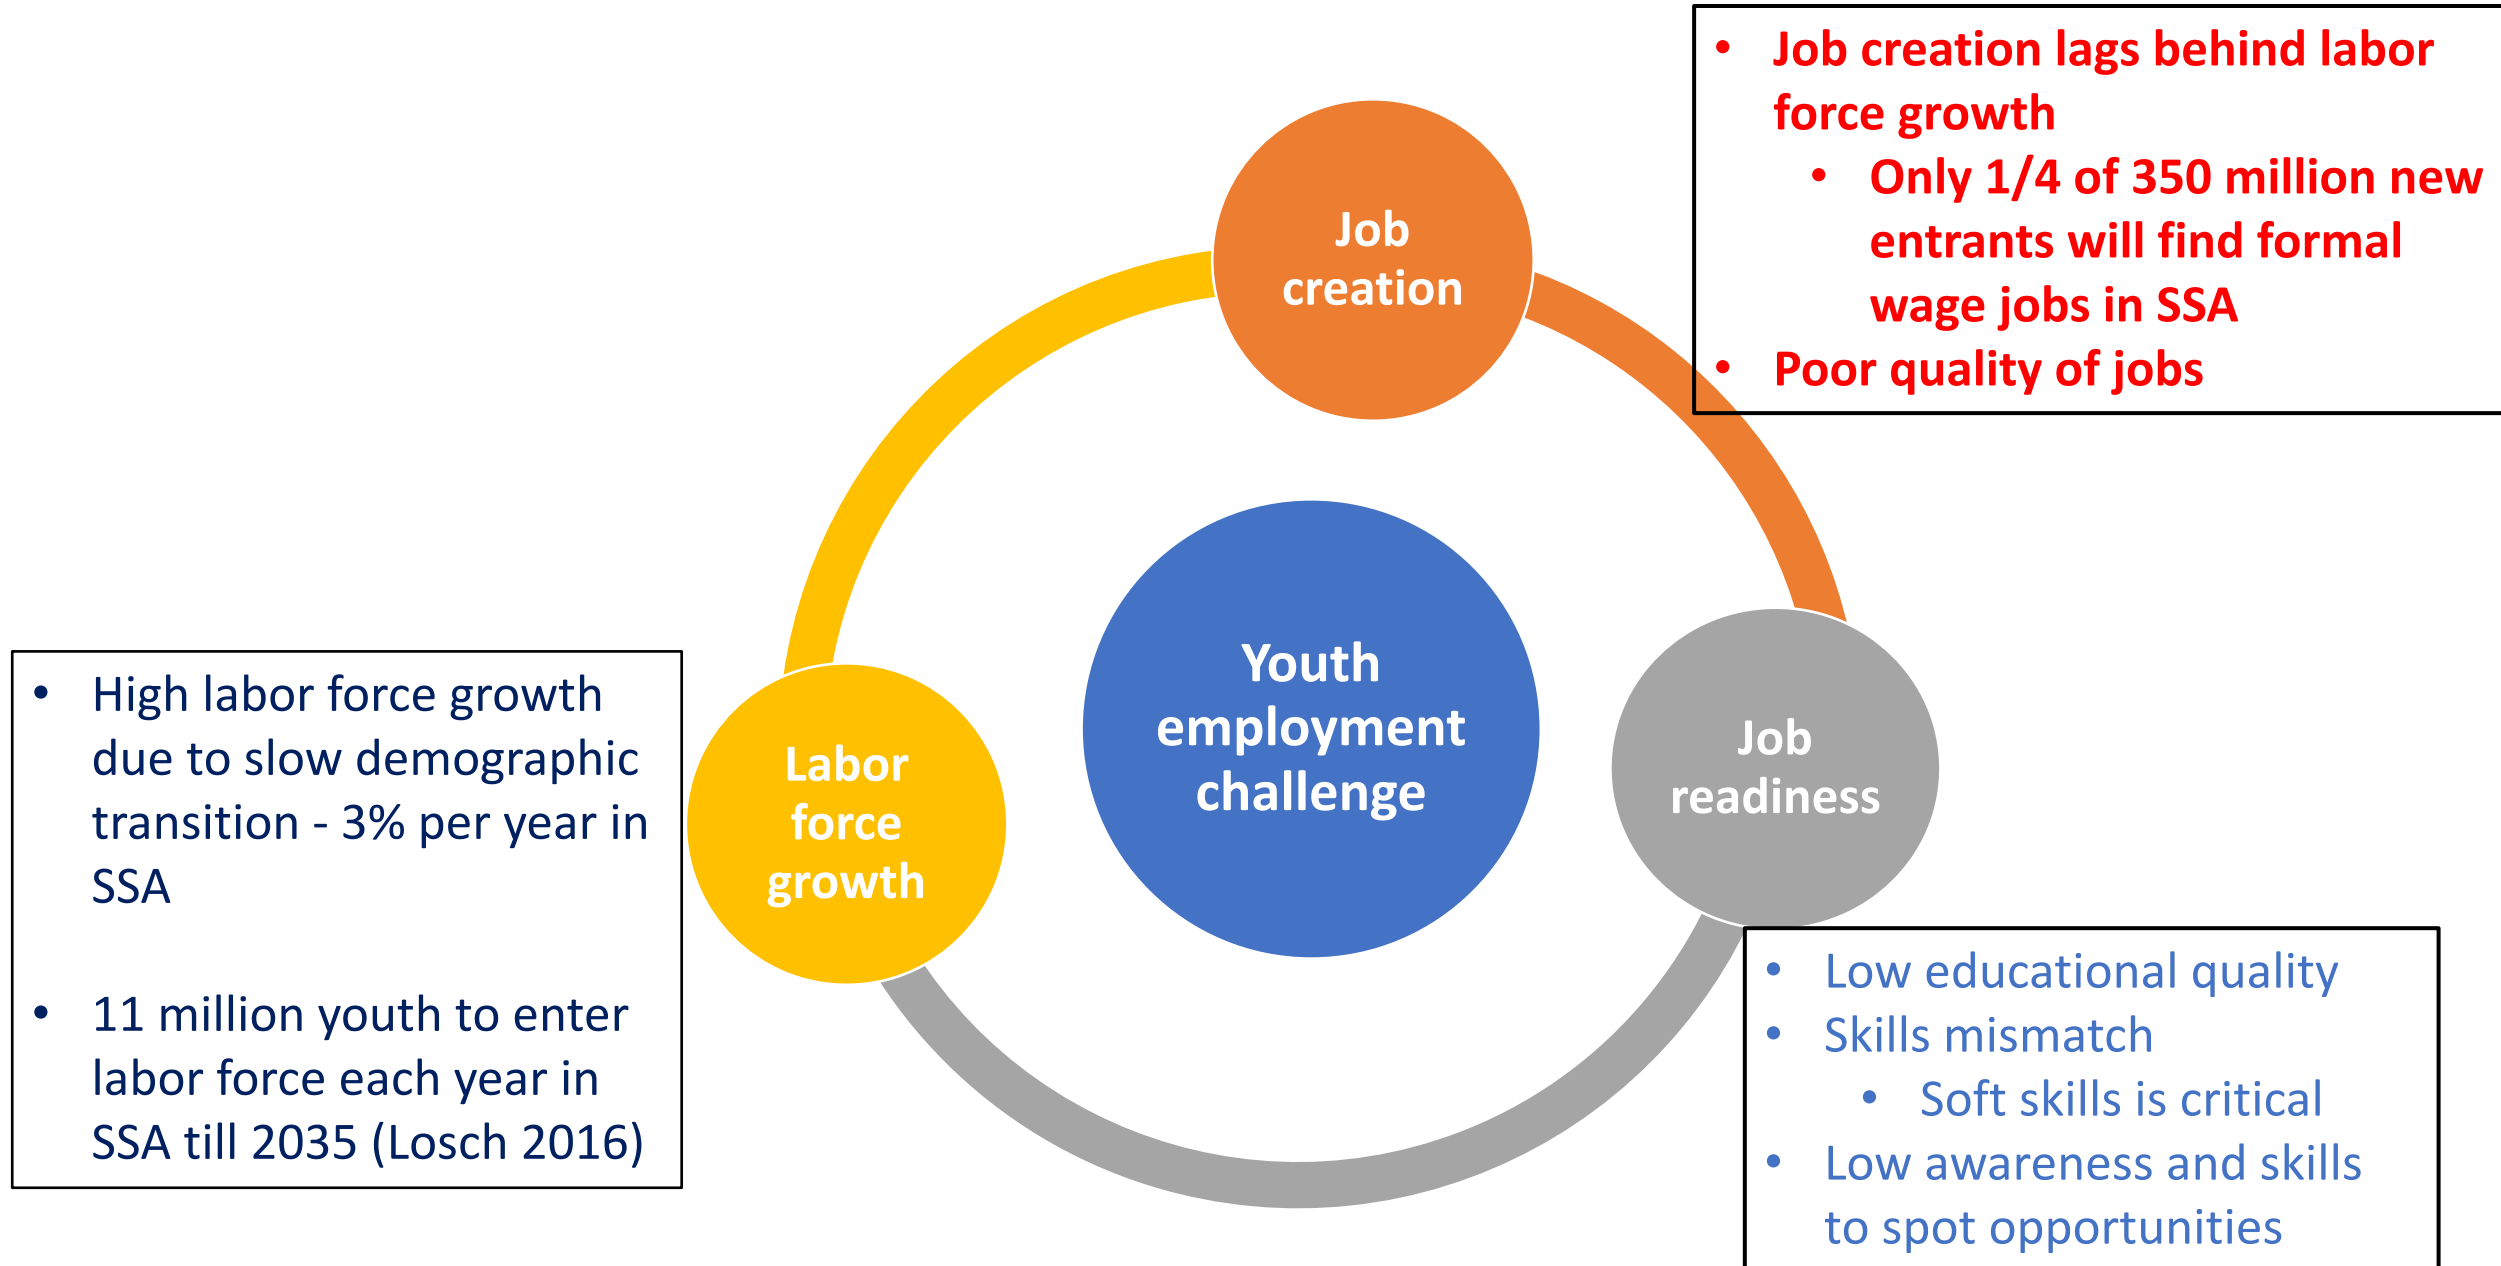 • Job creation lags behind labor
force growth
• Only 1/4 of 350 million new
entrants will find formal
wage jobs in SSA
• Poor quality of jobs
Job
creation
Youth
employment
challenge
Labor
force
growth
Job
readiness
• High labor force growth
due to slow demographic
transition - 3% per year in
SSA
• 11 million youth to enter
labor force each year in
SSA till 2035 (Losch 2016)
• Low educational quality
• Skills mismatch
• Soft skills is critical
• Low awareness and skills
to spot opportunities